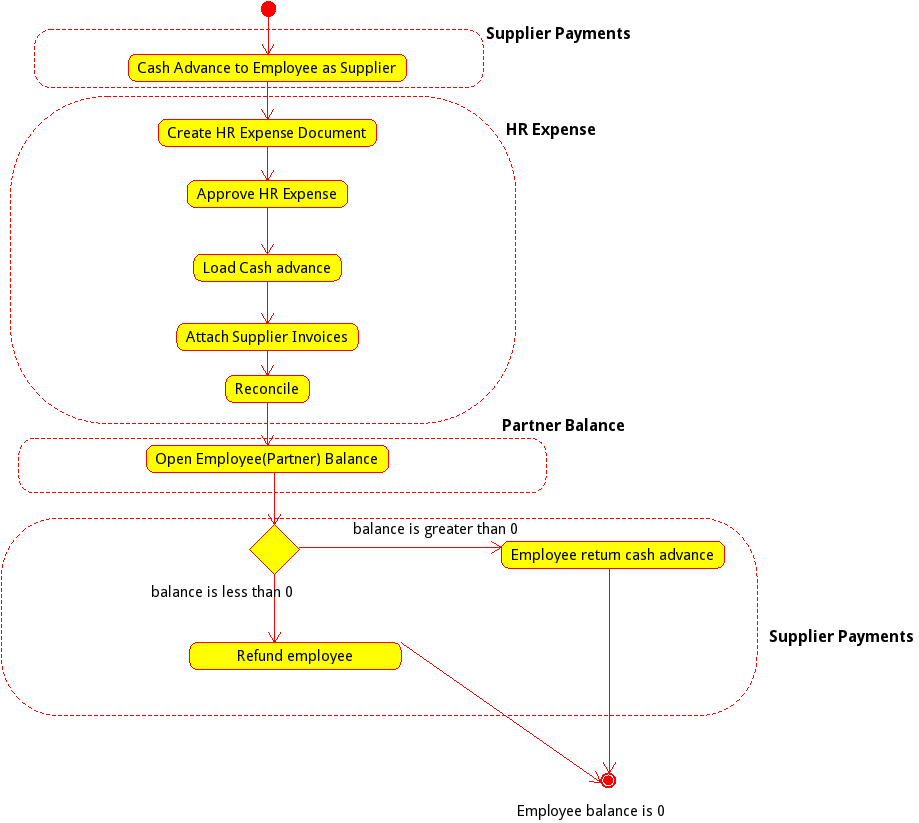 Supplier Payments
Cash Advance to Employee as Supplier
HR Expense
Create HR Expense Document
Approve HR Expense
Load Cash advance
Attach Supplier Invoices
Reconcile
Partner Balance
Open Employee(Partner) Balance
balance is greater than 0
Employee return cash advance
balance is less than 0
Supplier Payments
Refund employee
Employee balance is 0